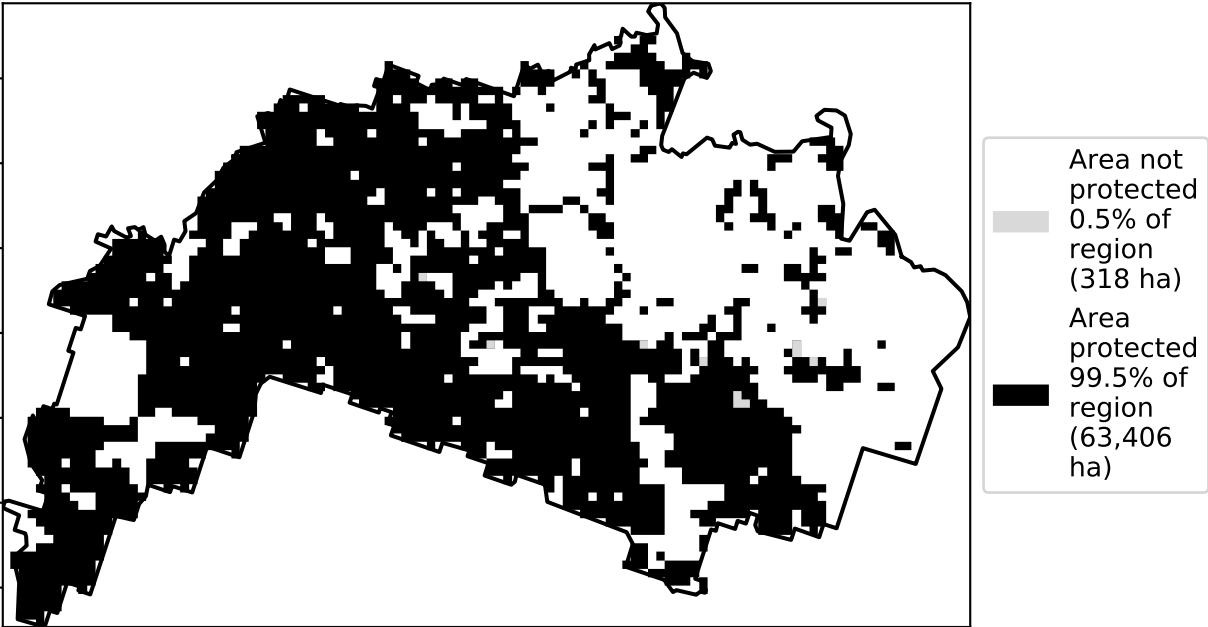 Area not
protected
0.5% of
region
(318 ha)
Area
protected
99.5% of
region
(63,406
ha)